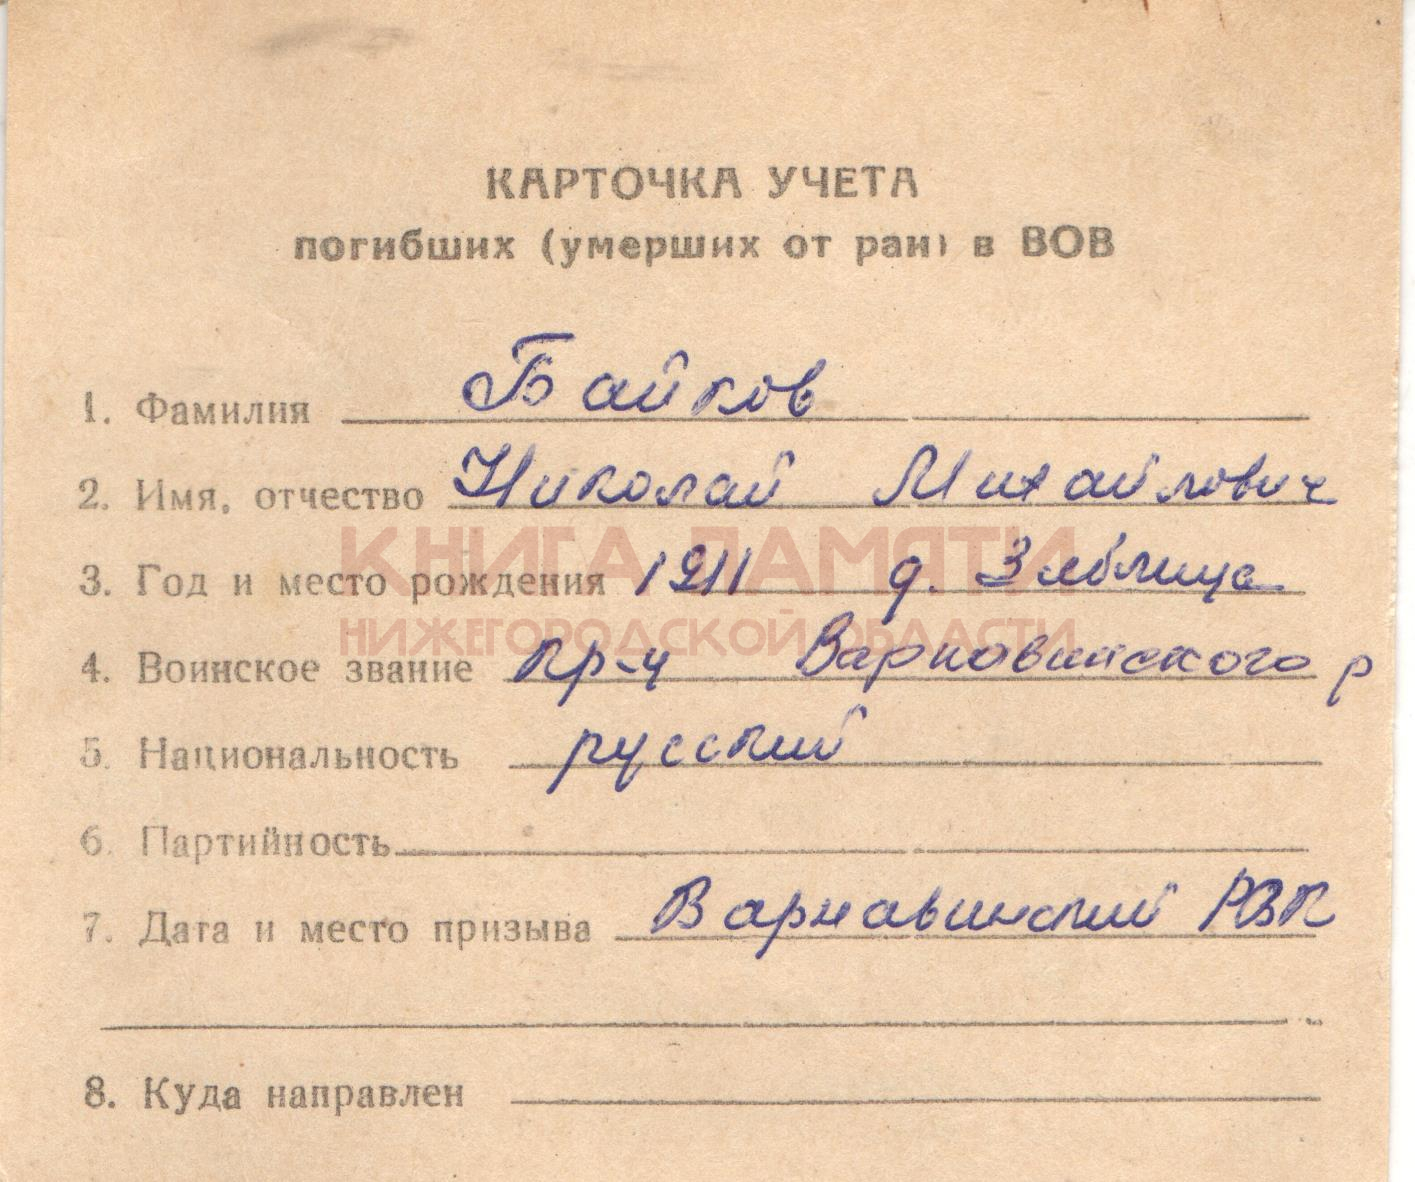 КАРТОЧКА УЧЕТА
погибших (умерших от ран) в ВОВ
1. Фамилия Байков
2. Имя, отчество Николай Михайлович
КНИГА ПАМЯТИ
3. Год и место рождения 1911 д. Зяблица
НИЖЕГОРОДСКОЙ ОБЛАСТИ
4. Воинское звание кр-ц Варнавинского р
5. Национальность русский
6. Партийность
7. Дата и место призыва Варнавинский РВК
8. Куда направлен